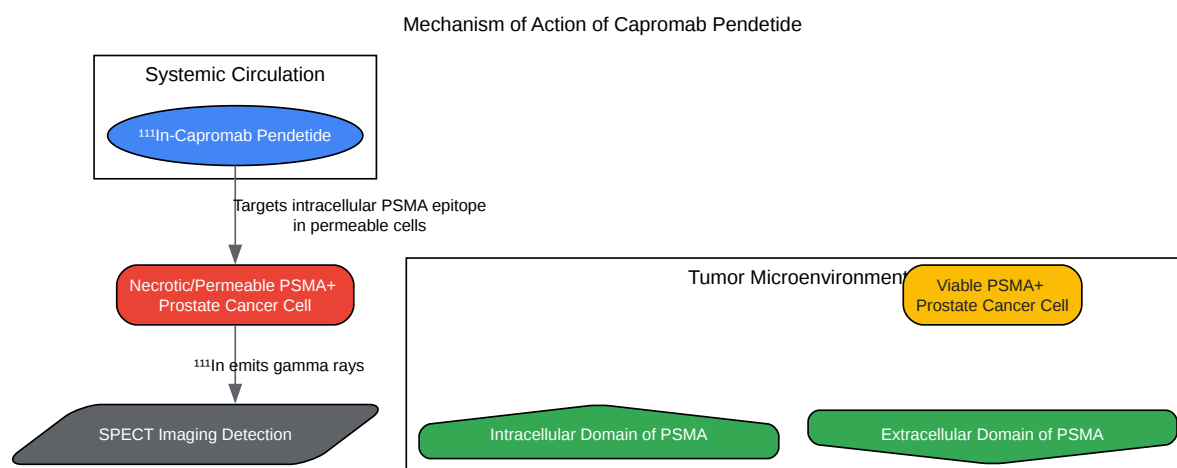 Mechanism of Action of Capromab Pendetide
Systemic Circulation
¹¹¹In-Capromab Pendetide
Targets intracellular PSMA epitope
in permeable cells
Necrotic/Permeable PSMA+
Prostate Cancer Cell
Tumor Microenvironment
Viable PSMA+
Prostate Cancer Cell
¹¹¹In emits gamma rays
SPECT Imaging Detection
Intracellular Domain of PSMA
Extracellular Domain of PSMA